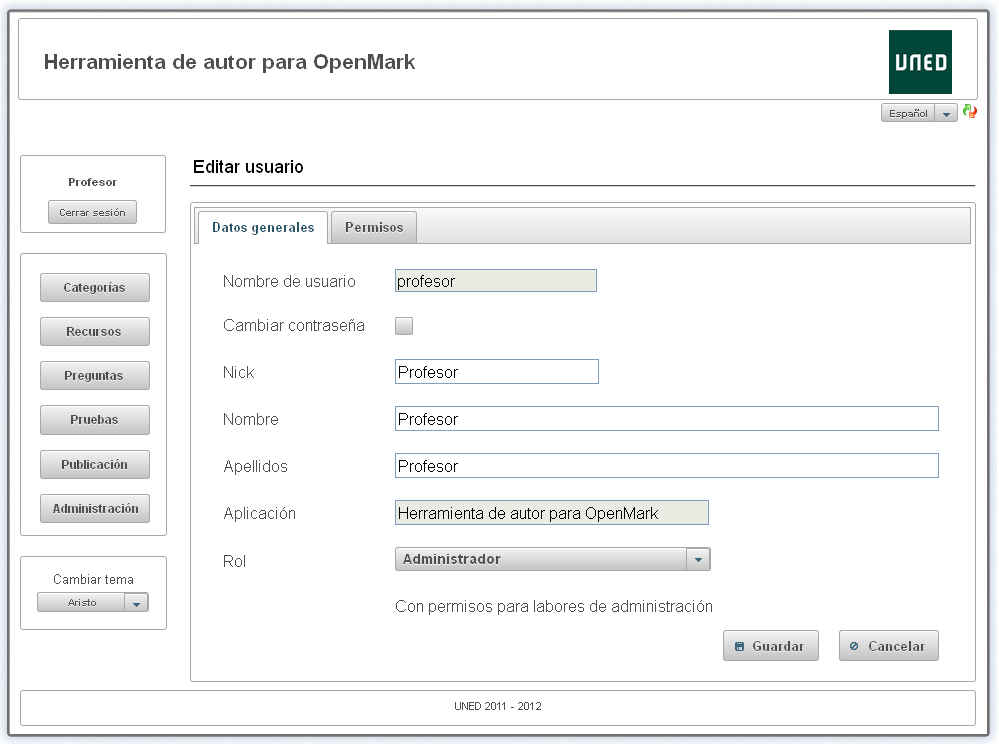 Herramienta de autor para OpenMark
UNED
Español
Profesor
Cerrar sesión
Categorías
Recursos
Preguntas
Pruebas
Publicación
Administración
Cambiar tema
Aristo
Editar usuario
Datos generales Permisos
Nombre de usuario profesor
Cambiar contraseña
Nick Profesor
Nombre Profesor
Apellidos Profesor
Aplicación Herramienta de autor para OpenMark
Rol Administrador
Con permisos para labores de administración
Guardar Cancelar
UNED 2011 - 2012